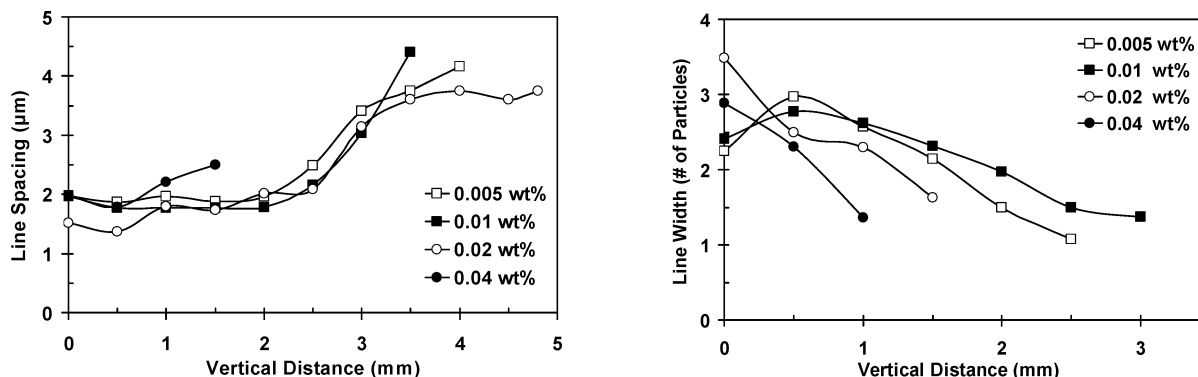 5
4
3
2
1
0
0 1 2 3 4 5
Line Spacing (µm)
Vertical Distance (mm)
0.005 wt%
0.01 wt%
0.02 wt%
0.04 wt%
4
3
2
1
0
0 1 2 3
Line Width (# of Particles)
Vertical Distance (mm)
0.005 wt%
0.01 wt%
0.02 wt%
0.04 wt%